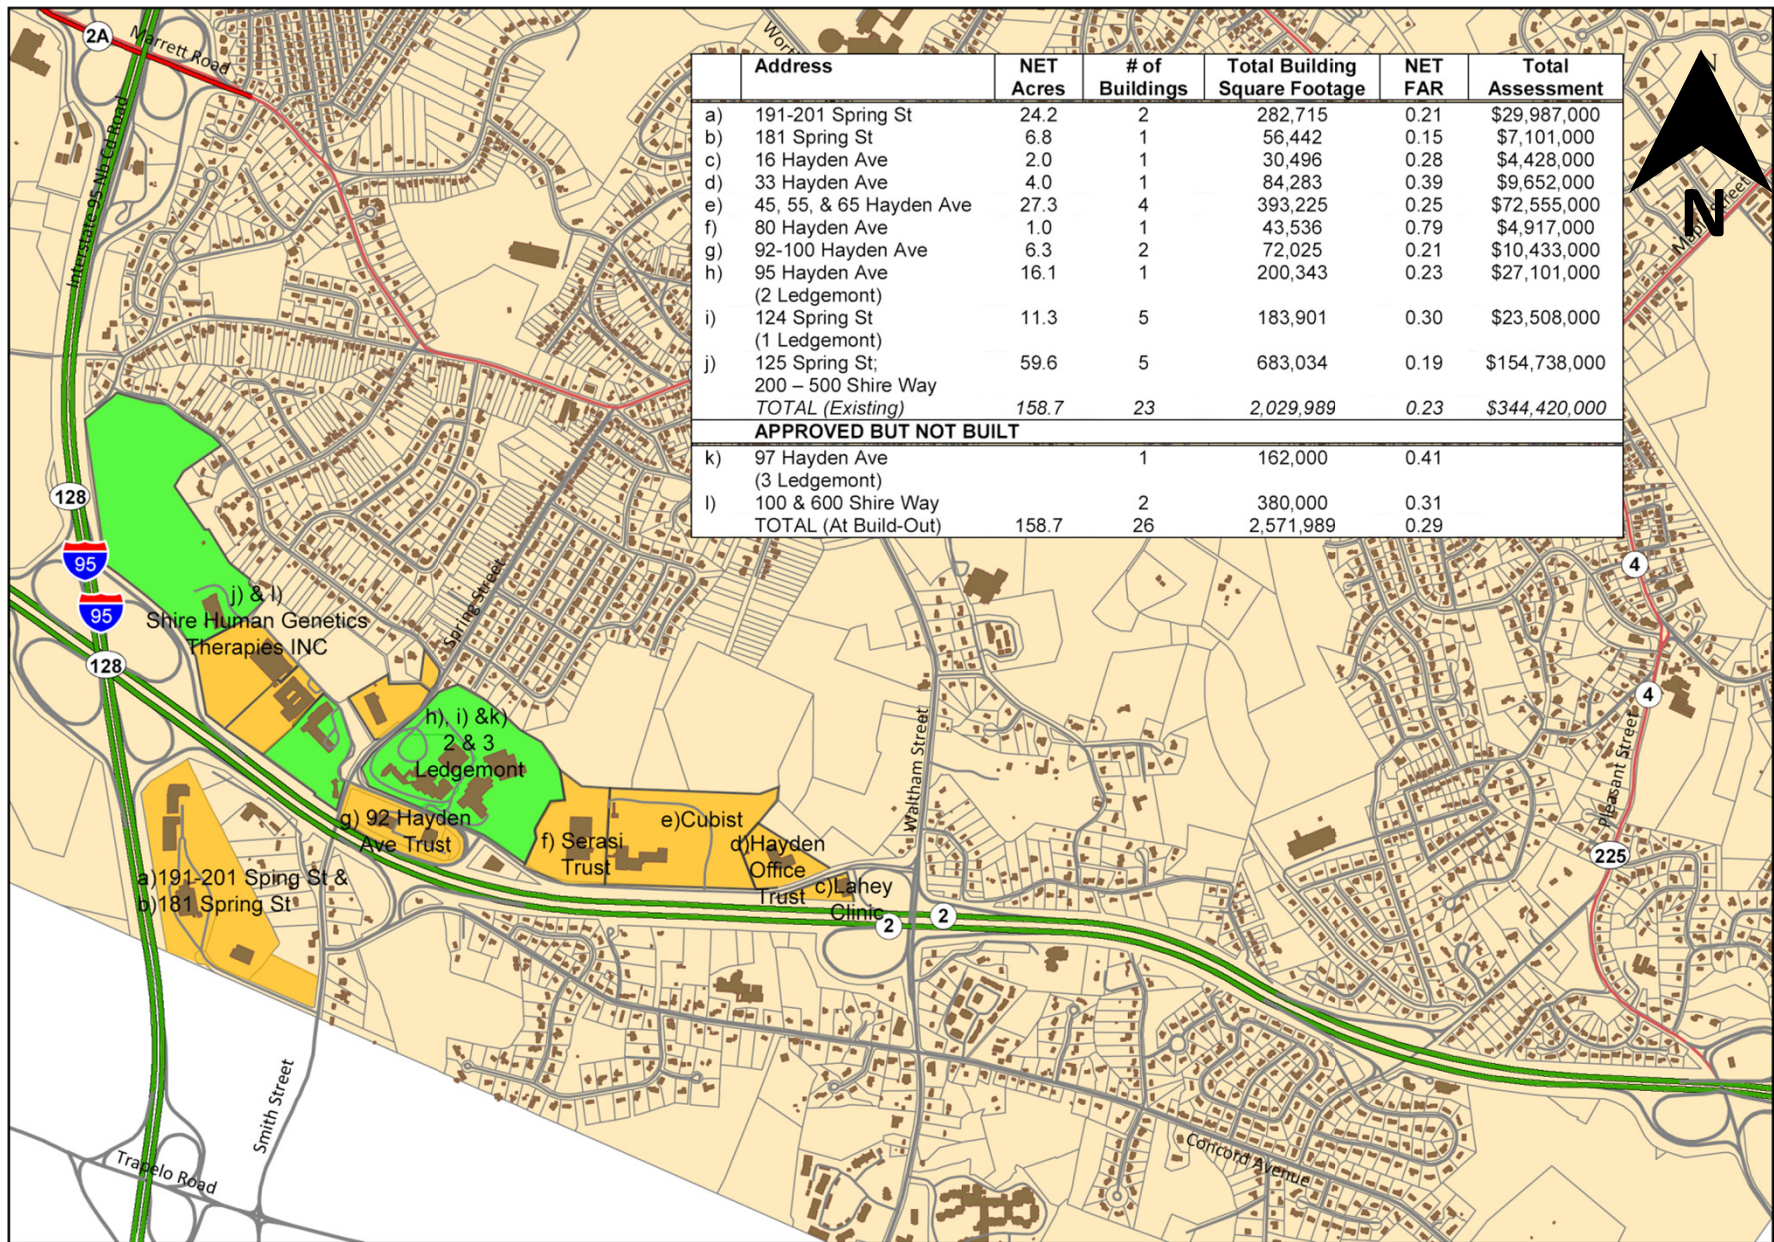 2A
Marrett Road
Interstate 95 Nb Cd Road
Address NET Acres # of Buildings Total Building Square Footage NET FAR Total Assessment
a) 191-201 Spring St 24.2 2 282,715 0.21 $29,987,000
b) 181 Spring St 6.8 1 56,442 0.15 $7,101,000
c) 16 Hayden Ave 2.0 1 30,496 0.28 $4,428,000
d) 33 Hayden Ave 4.0 1 84,283 0.39 $9,652,000
e) 45, 55, & 65 Hayden Ave 27.3 4 393,225 0.25 $72,555,000
f) 80 Hayden Ave 1.0 1 43,536 0.79 $4,917,000
g) 92-100 Hayden Ave 6.3 2 72,025 0.21 $10,433,000
h) 95 Hayden Ave 16.1 1 200,343 0.23 $27,101,000
(2 Ledgemont)
i) 124 Spring St 11.3 5 183,901 0.30 $23,508,000
(1 Ledgemont)
j) 125 Spring St; 59.6 5 683,034 0.19 $154,738,000
200 – 500 Shire Way
TOTAL (Existing) 158.7 23 2,029,989 0.23 $344,420,000
APPROVED BUT NOT BUILT
k) 97 Hayden Ave 1 162,000 0.41
(3 Ledgemont)
l) 100 & 600 Shire Way 2 380,000 0.31
TOTAL (At Build-Out) 158.7 26 2,571,989 0.29
N
N
128
95
95
128
j) & l)
Shire Human Genetics
Therapies INC
Spring Street
h), i) &k)
2 & 3
Ledgemont
g) 92 Hayden
Ave Trust
f) Serasi
Trust
e)Cubist
d)Hayden
Office
Trust
c)Lahey
Clinic
a)191-201 Sping St &
b)181 Spring St
Waltham Street
2
2
4
4
Pleasant Street
225
Smith Street
Trapelo Road
Concord Avenue